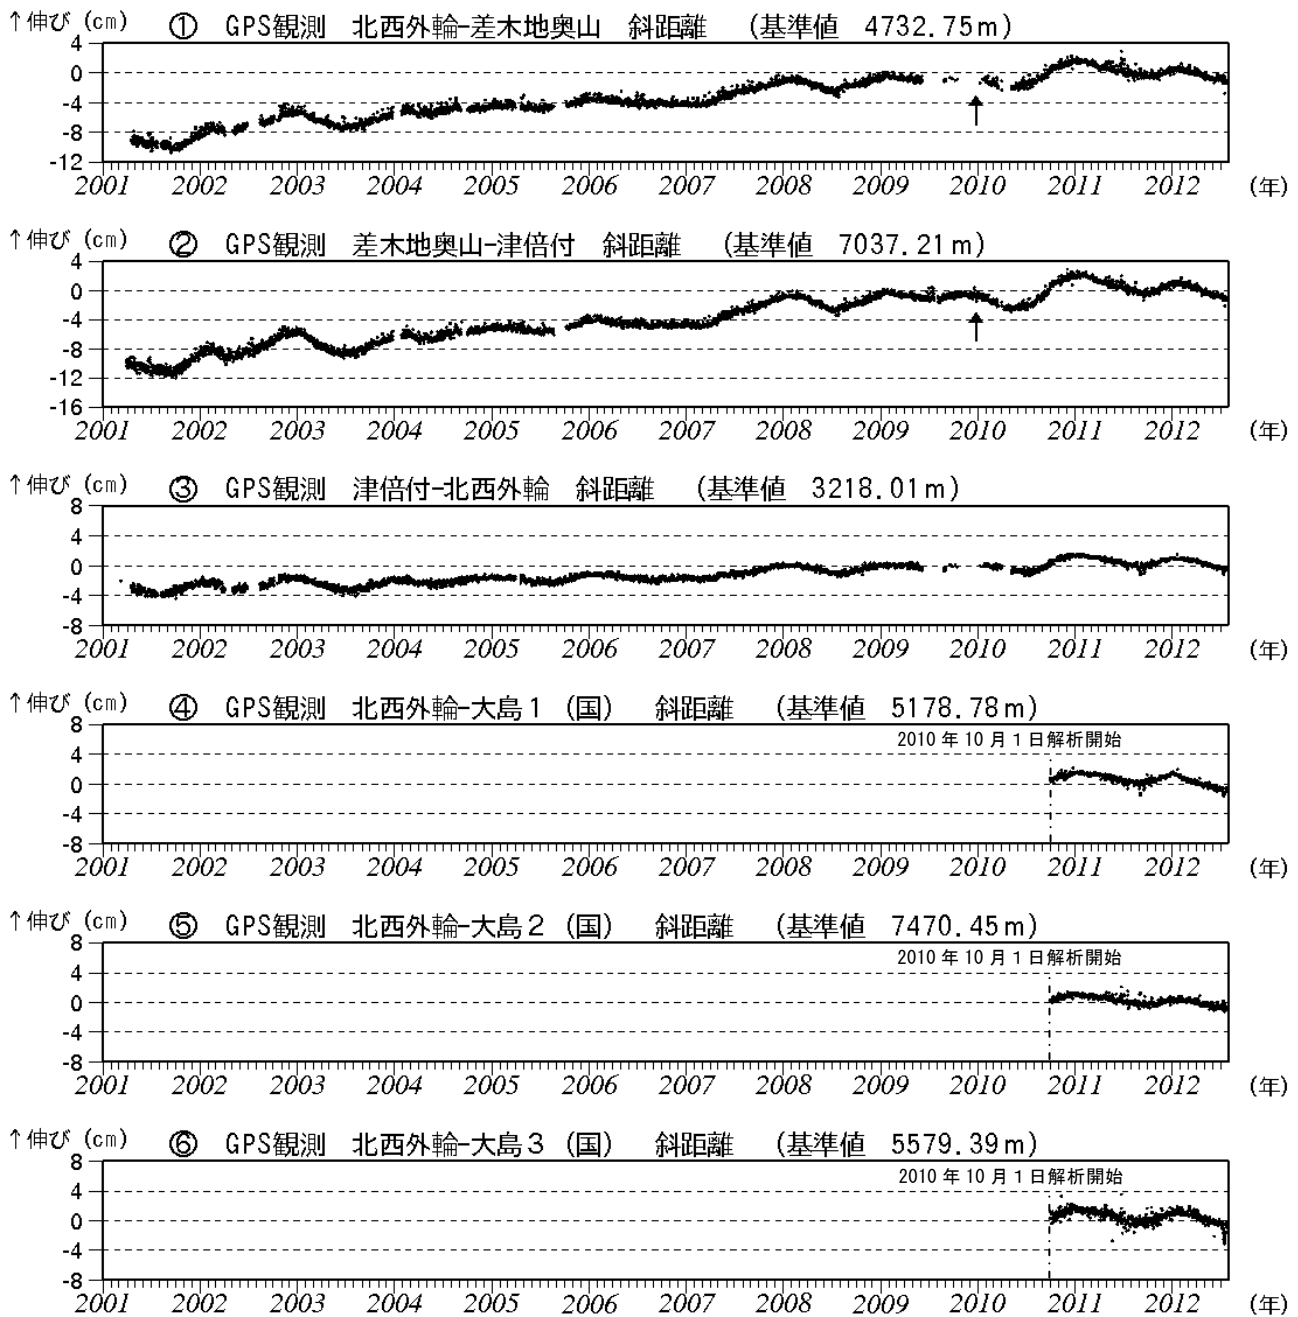 ↑伸び (cm) ① GPS観測 北西外輪-差木地奥山 斜距離 (基準値 4732.75m)
4
0
-4
-8
-12
2001 2002 2003 2004 2005 2006 2007 2008 2009 2010 2011 2012 (年)
↑伸び (cm) ② GPS観測 差木地奥山-津倍付 斜距離 (基準値 7037.21m)
4
0
-4
-8
-12
-16
2001 2002 2003 2004 2005 2006 2007 2008 2009 2010 2011 2012 (年)
↑伸び (cm) ③ GPS観測 津倍付-北西外輪 斜距離 (基準値 3218.01m)
8
4
0
-4
-8
2001 2002 2003 2004 2005 2006 2007 2008 2009 2010 2011 2012 (年)
↑伸び (cm) ④ GPS観測 北西外輪-大島1 (国) 斜距離 (基準値 5178.78m)
8
2010年10月1日解析開始
4
0
-4
-8
2001 2002 2003 2004 2005 2006 2007 2008 2009 2010 2011 2012 (年)
↑伸び (cm) ⑤ GPS観測 北西外輪-大島2 (国) 斜距離 (基準値 7470.45m)
8
2010年10月1日解析開始
4
0
-4
-8
2001 2002 2003 2004 2005 2006 2007 2008 2009 2010 2011 2012 (年)
↑伸び (cm) ⑥ GPS観測 北西外輪-大島3 (国) 斜距離 (基準値 5579.39m)
8
2010年10月1日解析開始
4
0
-4
-8
2001 2002 2003 2004 2005 2006 2007 2008 2009 2010 2011 2012 (年)